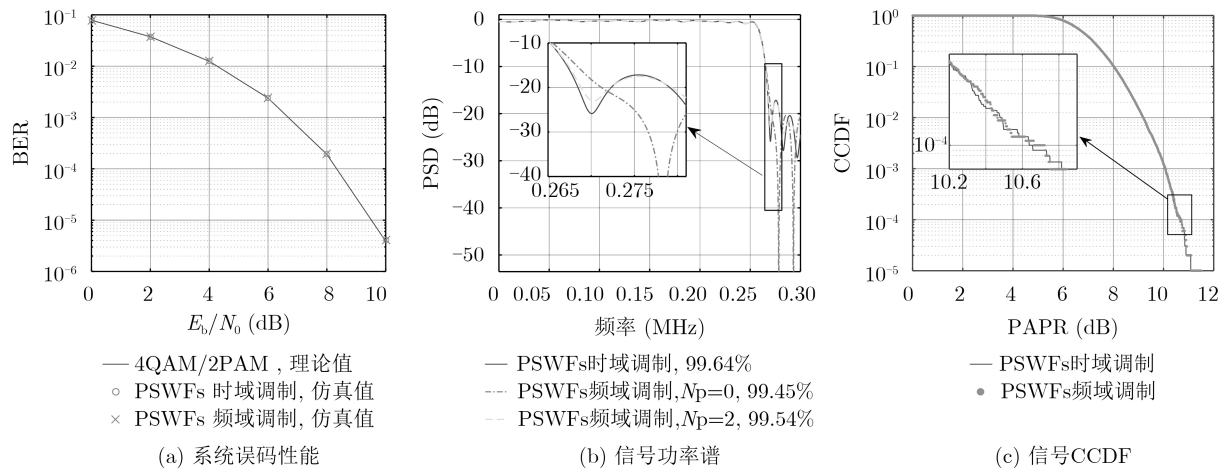 10⁻¹
10⁻²
10⁻³
10⁻⁴
10⁻⁵
10⁻⁶
BER
0 2 4 6 8 10
E_b/N_0 (dB)
4QAM/2PAM , 理论值
PSWFs 时域调制, 仿真值
PSWFs 频域调制, 仿真值
(a) 系统误码性能
0
−10
−20
−30
−40
−50
PSD (dB)
−10
−20
−30
−40
0.265 0.275
0 0.05 0.10 0.15 0.20 0.25 0.30
频率 (MHz)
PSWFs时域调制, 99.64%
PSWFs频域调制,Np=0, 99.45%
PSWFs频域调制,Np=2, 99.54%
(b) 信号功率谱
10⁰
10⁻¹
10⁻²
10⁻³
10⁻⁴
10⁻⁵
CCDF
10⁻⁴
10.2 10.6
0 2 4 6 8 10 12
PAPR (dB)
PSWFs时域调制
PSWFs频域调制
(c) 信号CCDF